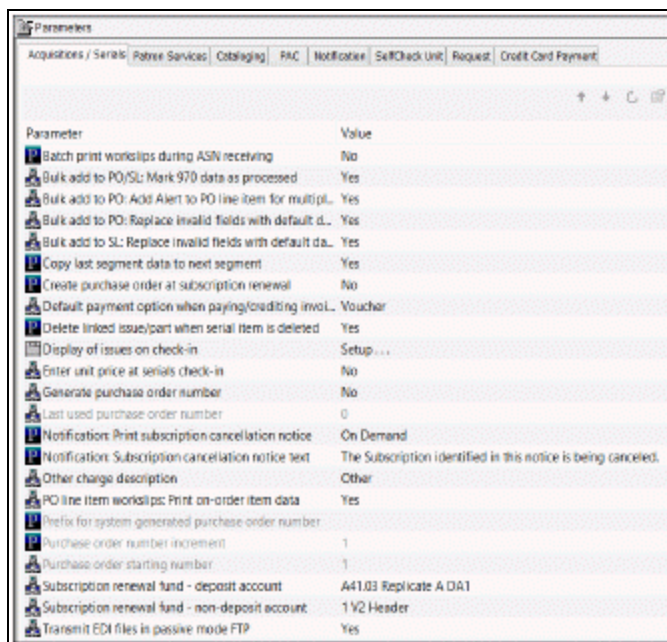 Parameters
Acquisitions / Serials Patron Services Cataloging PAC Notification SelfCheck Unit Request Credit Card Payment
Parameter Value
Batch print workslips during ASN receiving No
Bulk add to PO/SL: Mark 970 data as processed Yes
Bulk add to PO: Add Alert to PO line item for multipl... Yes
Bulk add to PO: Replace invalid fields with default d... Yes
Bulk add to SL: Replace invalid fields with default da... Yes
Copy last segment data to next segment Yes
Create purchase order at subscription renewal No
Default payment option when paying/crediting invoi... Voucher
Delete linked issue/part when serial item is deleted Yes
Display of issues on check-in Setup...
Enter unit price at serials check-in No
Generate purchase order number No
Last used purchase order number 0
Notification: Print subscription cancellation notice On Demand
Notification: Subscription cancellation notice text The Subscription identified in this notice is being canceled.
Other charge description Other
PO line item workslips: Print on-order item data Yes
Prefix for system generated purchase order number
Purchase order number increment 1
Purchase order starting number 1
Subscription renewal fund - deposit account A41.03 Replicate A DA1
Subscription renewal fund - non-deposit account 1 V2 Header
Transmit EDI files in passive mode FTP Yes